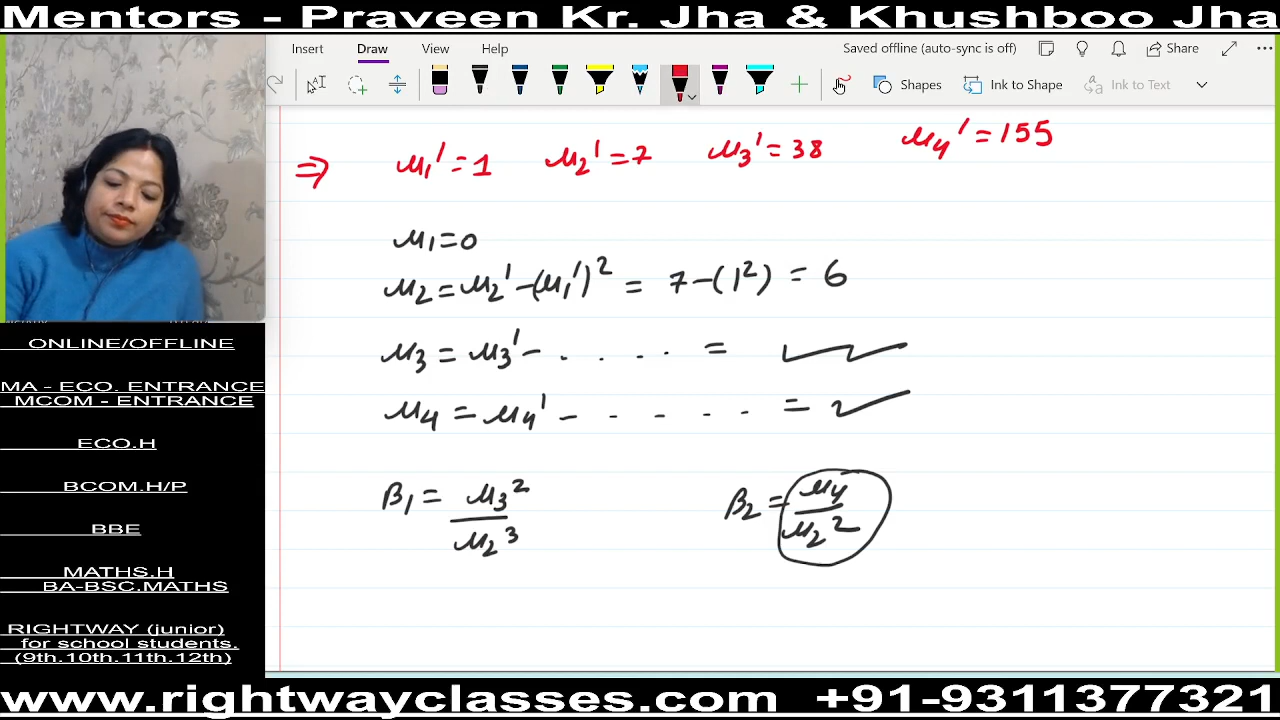 Mentors - Praveen Kr. Jha & Khushboo Jha
Insert Draw View Help Saved offline (auto-sync is off) Share
Shapes Ink to Shape Ink to Text
⇒ μ₁′ = 1 μ₂′ = 7 μ₃′ = 38 μ₄′ = 155
μ₁ = 0
μ₂ = μ₂′ − (μ₁′)² = 7 − (1²) = 6
μ₃ = μ₃′ − . . . . . =
μ₄ = μ₄′ − . . . . . =
β₁ = μ₃² / μ₂³ β₂ = μ₄ / μ₂²
ONLINE/OFFLINE
MA - ECO. ENTRANCE
MCOM - ENTRANCE
ECO.H
BCOM.H/P
BBE
MATHS.H
BA-BSC.MATHS
RIGHTWAY (junior)
for school students.
(9th.10th.11th.12th)
www.rightwayclasses.com +91-9311377321